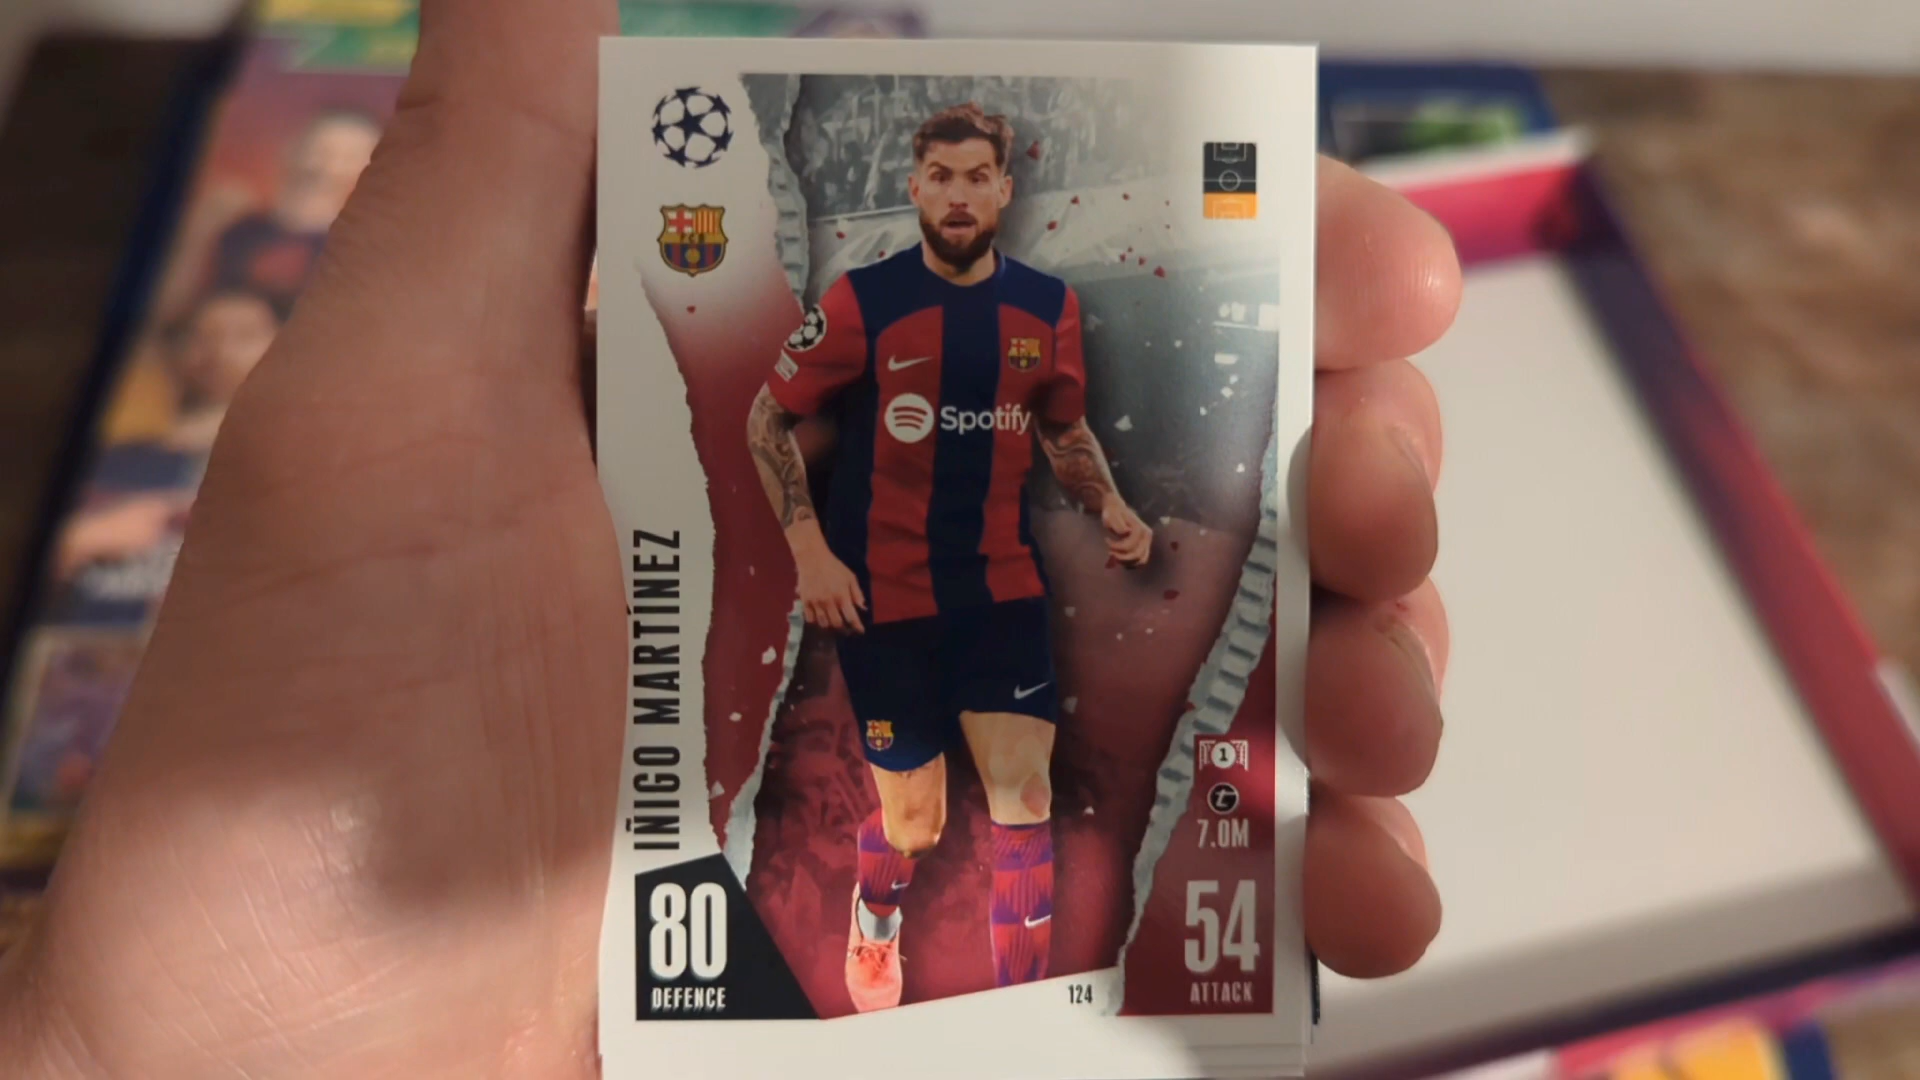 Spotify
IÑIGO MARTÍNEZ
1
t
7.0M
80
DEFENCE
54
ATTACK
124